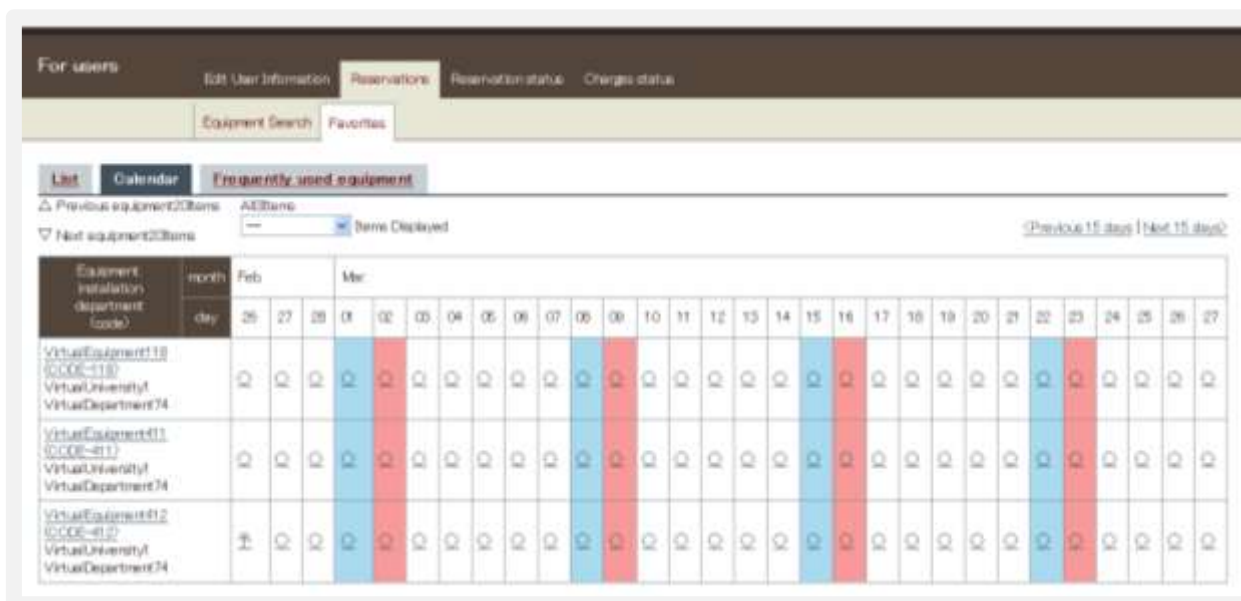 For users
Edit User Information Reservations Reservation status Charges status
Equipment Search Favorites
List Calendar Frequently used equipment
△ Previous equipment20Items All3Items
--- Items Displayed
▽ Next equipment20Items
<Previous 15 days | Next 15 days>
Equipment installation department (code) month Feb Mar
day 26 27 28 01 02 03 04 05 06 07 08 09 10 11 12 13 14 15 16 17 18 19 20 21 22 23 24 25 26 27
VirtualEquipment118
(CODE-118)
VirtualUniversity1
VirtualDepartment74
○ ○ ○ ○ ○ ○ ○ ○ ○ ○ ○ ○ ○ ○ ○ ○ ○ ○ ○ ○ ○ ○ ○ ○ ○ ○ ○ ○ ○ ○
VirtualEquipment411
(CODE-411)
VirtualUniversity1
VirtualDepartment74
○ ○ ○ ○ ○ ○ ○ ○ ○ ○ ○ ○ ○ ○ ○ ○ ○ ○ ○ ○ ○ ○ ○ ○ ○ ○ ○ ○ ○ ○
VirtualEquipment412
(CODE-412)
VirtualUniversity1
VirtualDepartment74
○ ○ ○ ○ ○ ○ ○ ○ ○ ○ ○ ○ ○ ○ ○ ○ ○ ○ ○ ○ ○ ○ ○ ○ ○ ○ ○ ○ ○